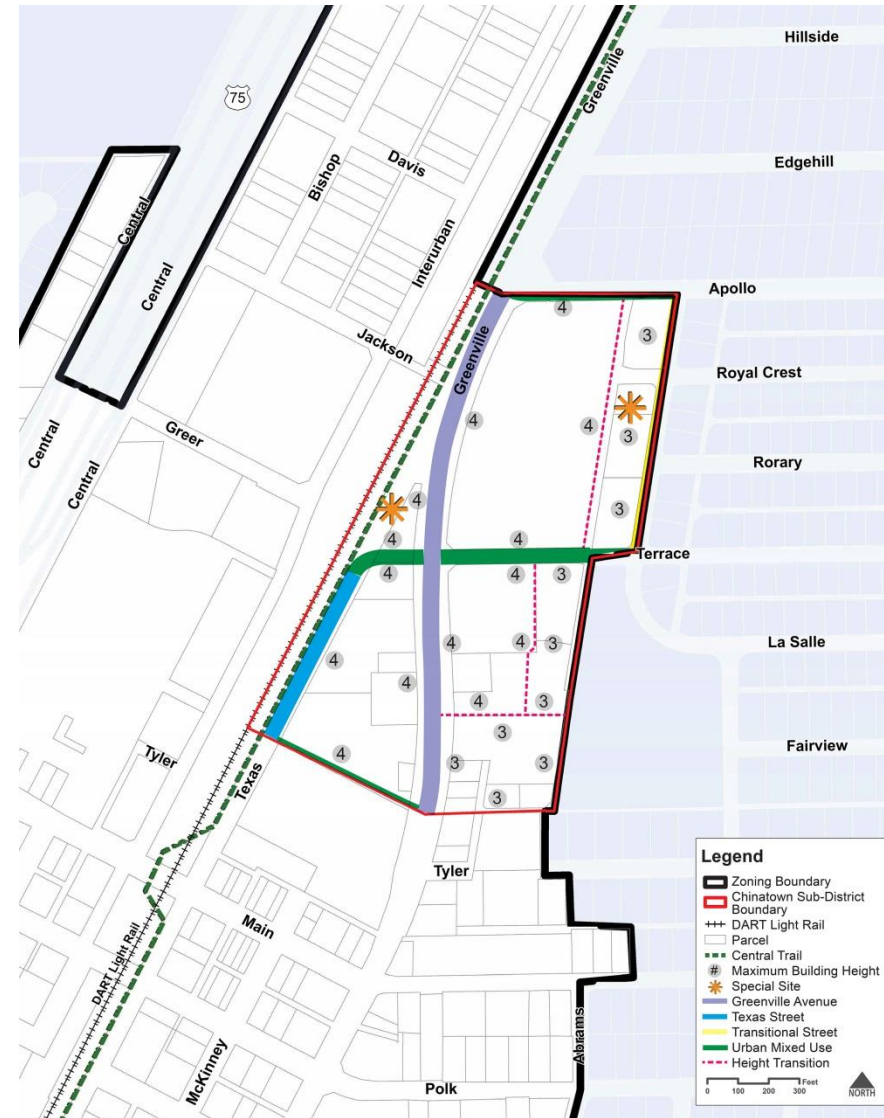 Hillside
75
Greenville
Davis
Bishop
Edgehill
Central
Interurban
Central
Apollo
4
Jackson
3
Greenville
Royal Crest
4
4
3
Greer
Central
Rorary
Central
4
3
4
4
Terrace
4
4
3
4
4
3
La Salle
4
4
4
3
3
Fairview
4
Tyler
3
3
Texas
3
Tyler
Main
DART Light Rail
McKinney
Abrams
Polk
Legend
Zoning Boundary
Chinatown Sub-District
Boundary
DART Light Rail
Parcel
Central Trail
# Maximum Building Height
Special Site
Greenville Avenue
Texas Street
Transitional Street
Urban Mixed Use
Height Transition
Feet
0 100 200 300
NORTH